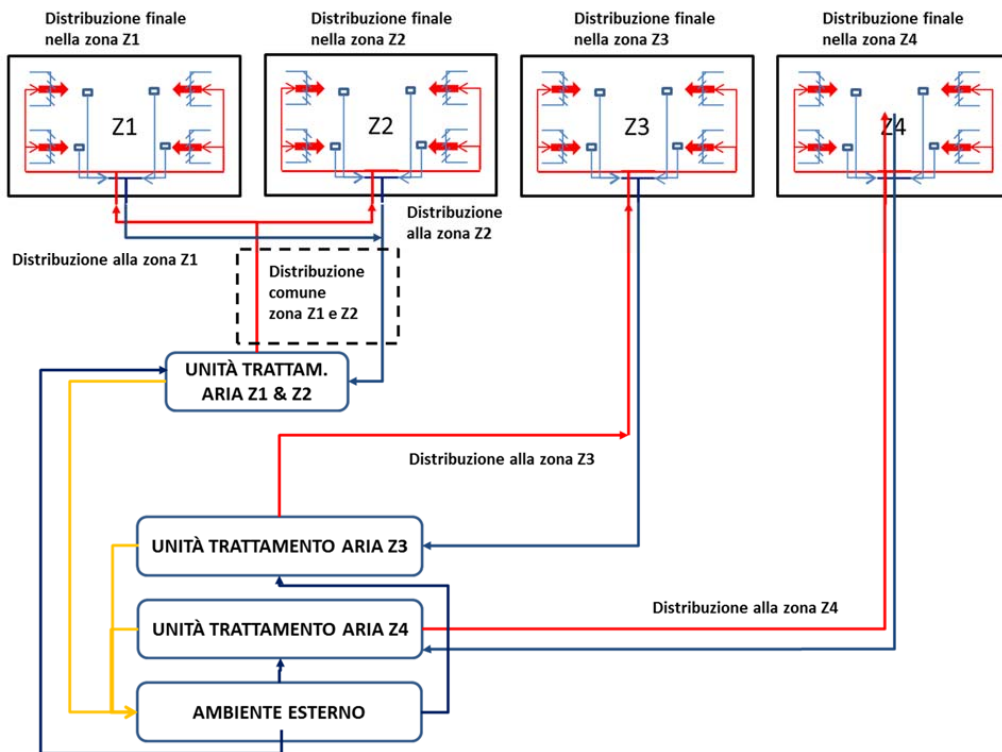 Distribuzione finale
nella zona Z1
Distribuzione finale
nella zona Z2
Distribuzione finale
nella zona Z3
Distribuzione finale
nella zona Z4
Z1
Z2
Z3
Z4
Distribuzione
alla zona Z2
Distribuzione alla zona Z1
Distribuzione
comune
zona Z1 e Z2
UNITÀ TRATTAM.
ARIA Z1 & Z2
Distribuzione alla zona Z3
UNITÀ TRATTAMENTO ARIA Z3
Distribuzione alla zona Z4
UNITÀ TRATTAMENTO ARIA Z4
AMBIENTE ESTERNO